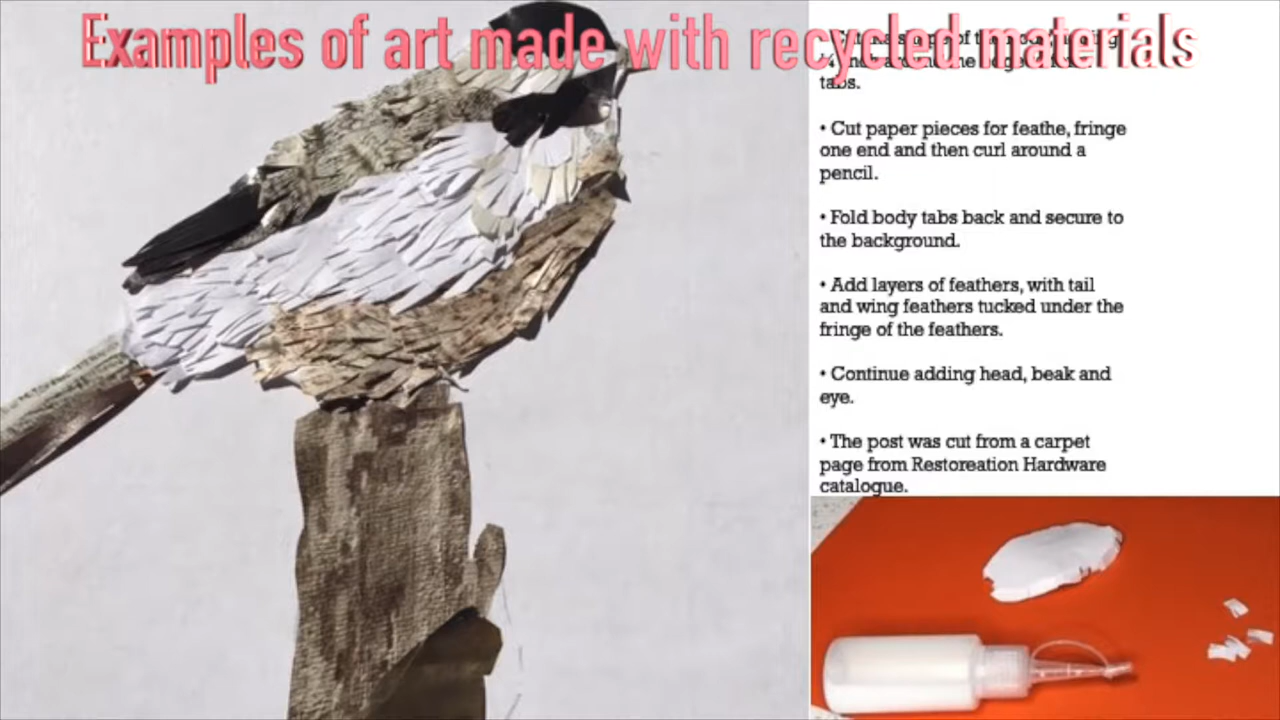 Examples of art made with recycled materials
tabs.
• Cut paper pieces for feathe, fringe
one end and then curl around a
pencil.
• Fold body tabs back and secure to
the background.
• Add layers of feathers, with tail
and wing feathers tucked under the
fringe of the feathers.
• Continue adding head, beak and
eye.
• The post was cut from a carpet
page from Restoreation Hardware
catalogue.